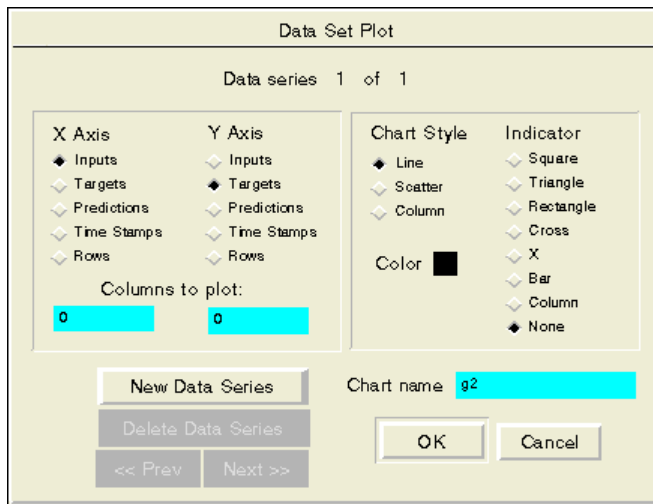 Data Set Plot
Data series 1 of 1
X Axis
Inputs
Targets
Predictions
Time Stamps
Rows
Y Axis
Inputs
Targets
Predictions
Time Stamps
Rows
Columns to plot:
0
0
Chart Style
Line
Scatter
Column
Color
Indicator
Square
Triangle
Rectangle
Cross
X
Bar
Column
None
New Data Series
Delete Data Series
<< Prev
Next >>
Chart name g2
OK
Cancel